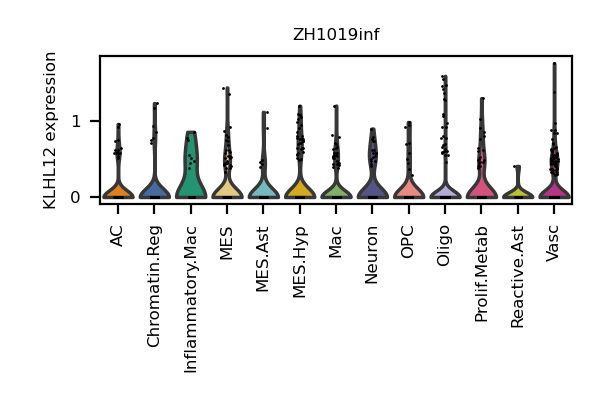 ZH1019inf
KLHL12 expression
1
0
AC
Chromatin.Reg
Inflammatory.Mac
MES
MES.Ast
MES.Hyp
Mac
Neuron
OPC
Oligo
Prolif.Metab
Reactive.Ast
Vasc